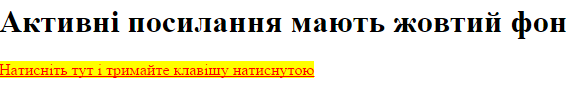 Активні посилання мають жовтий фон
Натисніть тут і тримайте клавішу натиснутою